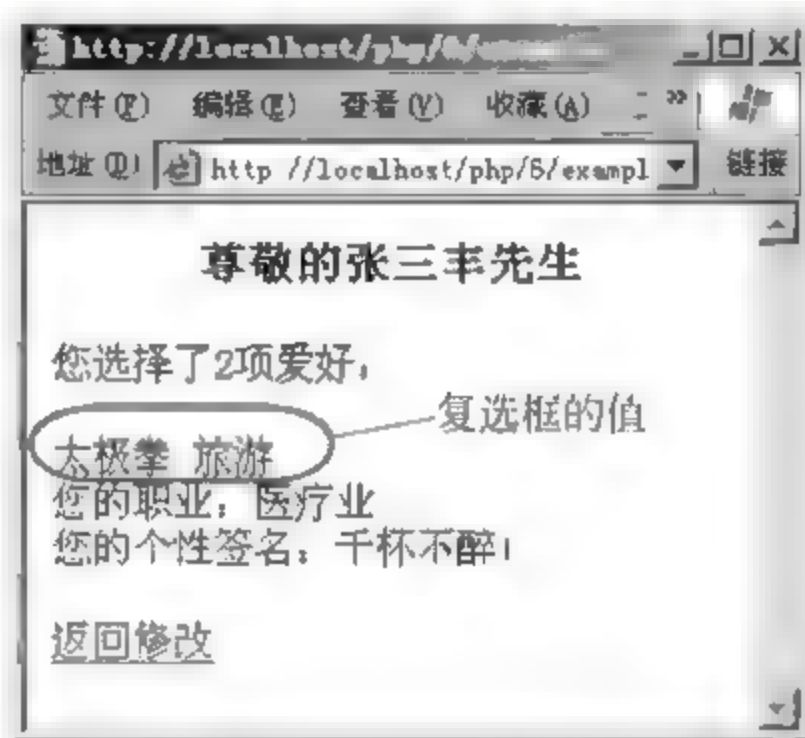 http://localhost/php/6/
文件(F) 编辑(E) 查看(V) 收藏(A) »
地址(D) http //localhost/php/6/exampl 链接
尊敬的张三丰先生
您选择了2项爱好:
复选框的值
太极拳 旅游
您的职业: 医疗业
您的个性签名: 千杯不醉!
返回修改